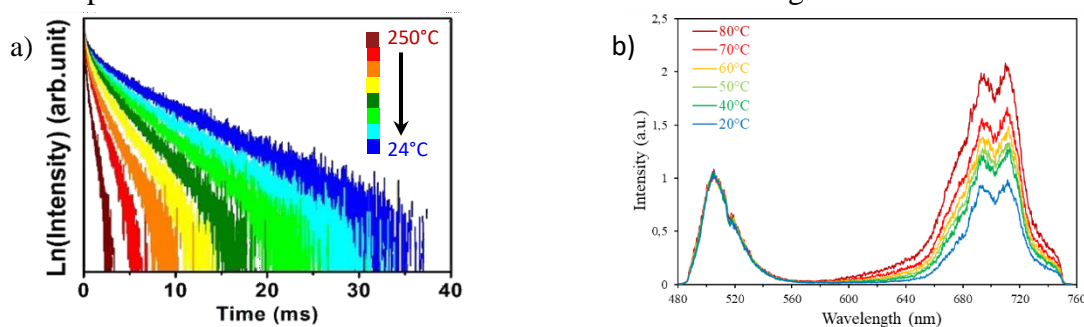 a)
Ln(Intensity) (arb.unit)
250°C
24°C
0 10 20 30 40
Time (ms)
b)
Intensity (a.u.)
2,5
2
1,5
1
0,5
0
80°C
70°C
60°C
50°C
40°C
20°C
480 520 560 600 640 680 720 760
Wavelength (nm)